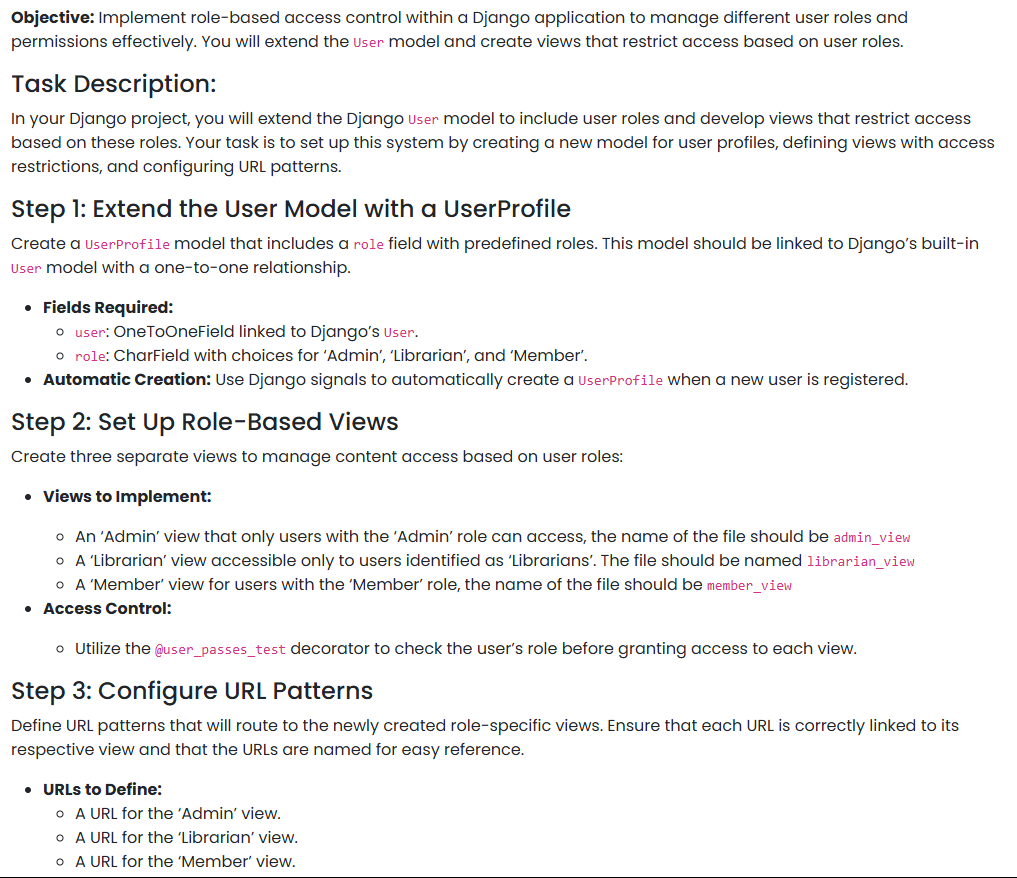 Objective: Implement role-based access control within a Django application to manage different user roles and
permissions effectively. You will extend the User model and create views that restrict access based on user roles.
Task Description:
In your Django project, you will extend the Django User model to include user roles and develop views that restrict access
based on these roles. Your task is to set up this system by creating a new model for user profiles, defining views with access
restrictions, and configuring URL patterns.
Step 1: Extend the User Model with a UserProfile
Create a UserProfile model that includes a role field with predefined roles. This model should be linked to Django’s built-in
User model with a one-to-one relationship.
• Fields Required:
◦ user: OneToOneField linked to Django’s User.
◦ role: CharField with choices for ‘Admin’, ‘Librarian’, and ‘Member’.
• Automatic Creation: Use Django signals to automatically create a UserProfile when a new user is registered.
Step 2: Set Up Role-Based Views
Create three separate views to manage content access based on user roles:
• Views to Implement:
◦ An ‘Admin’ view that only users with the ‘Admin’ role can access, the name of the file should be admin_view
◦ A ‘Librarian’ view accessible only to users identified as ‘Librarians’. The file should be named librarian_view
◦ A ‘Member’ view for users with the ‘Member’ role, the name of the file should be member_view
• Access Control:
◦ Utilize the @user_passes_test decorator to check the user’s role before granting access to each view.
Step 3: Configure URL Patterns
Define URL patterns that will route to the newly created role-specific views. Ensure that each URL is correctly linked to its
respective view and that the URLs are named for easy reference.
• URLs to Define:
◦ A URL for the ‘Admin’ view.
◦ A URL for the ‘Librarian’ view.
◦ A URL for the ‘Member’ view.